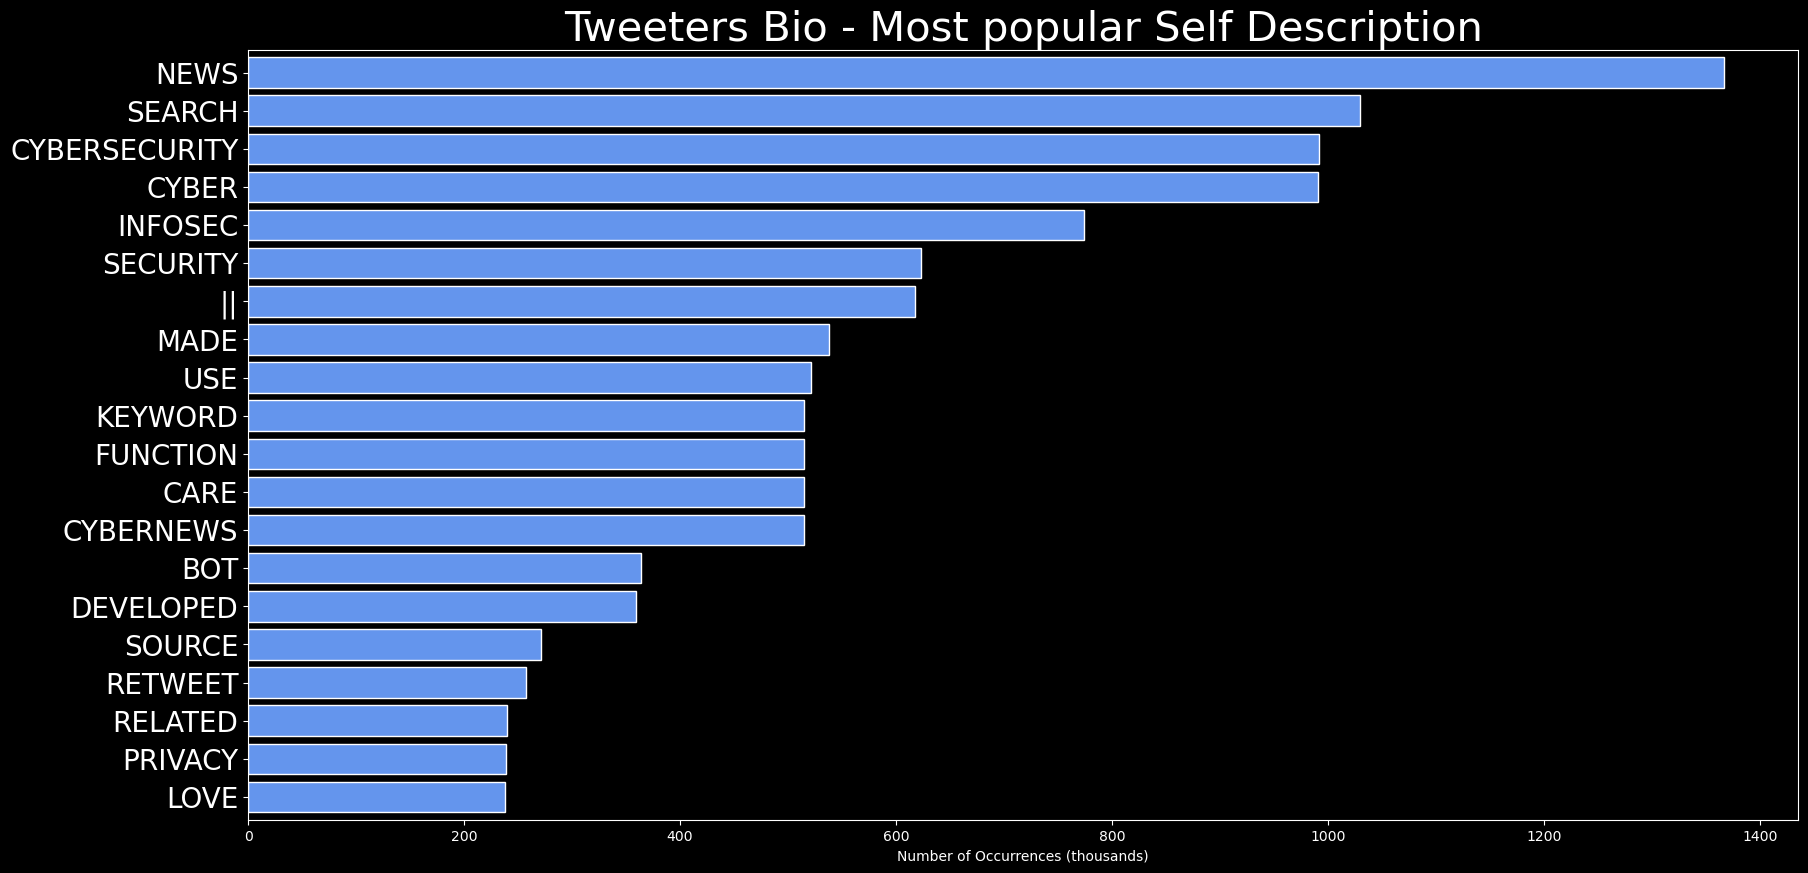 Tweeters Bio - Most popular Self Description
NEWS
SEARCH
CYBERSECURITY
CYBER
INFOSEC
SECURITY
||
MADE
USE
KEYWORD
FUNCTION
CARE
CYBERNEWS
BOT
DEVELOPED
SOURCE
RETWEET
RELATED
PRIVACY
LOVE
0 200 400 600 800 1000 1200 1400
Number of Occurrences (thousands)